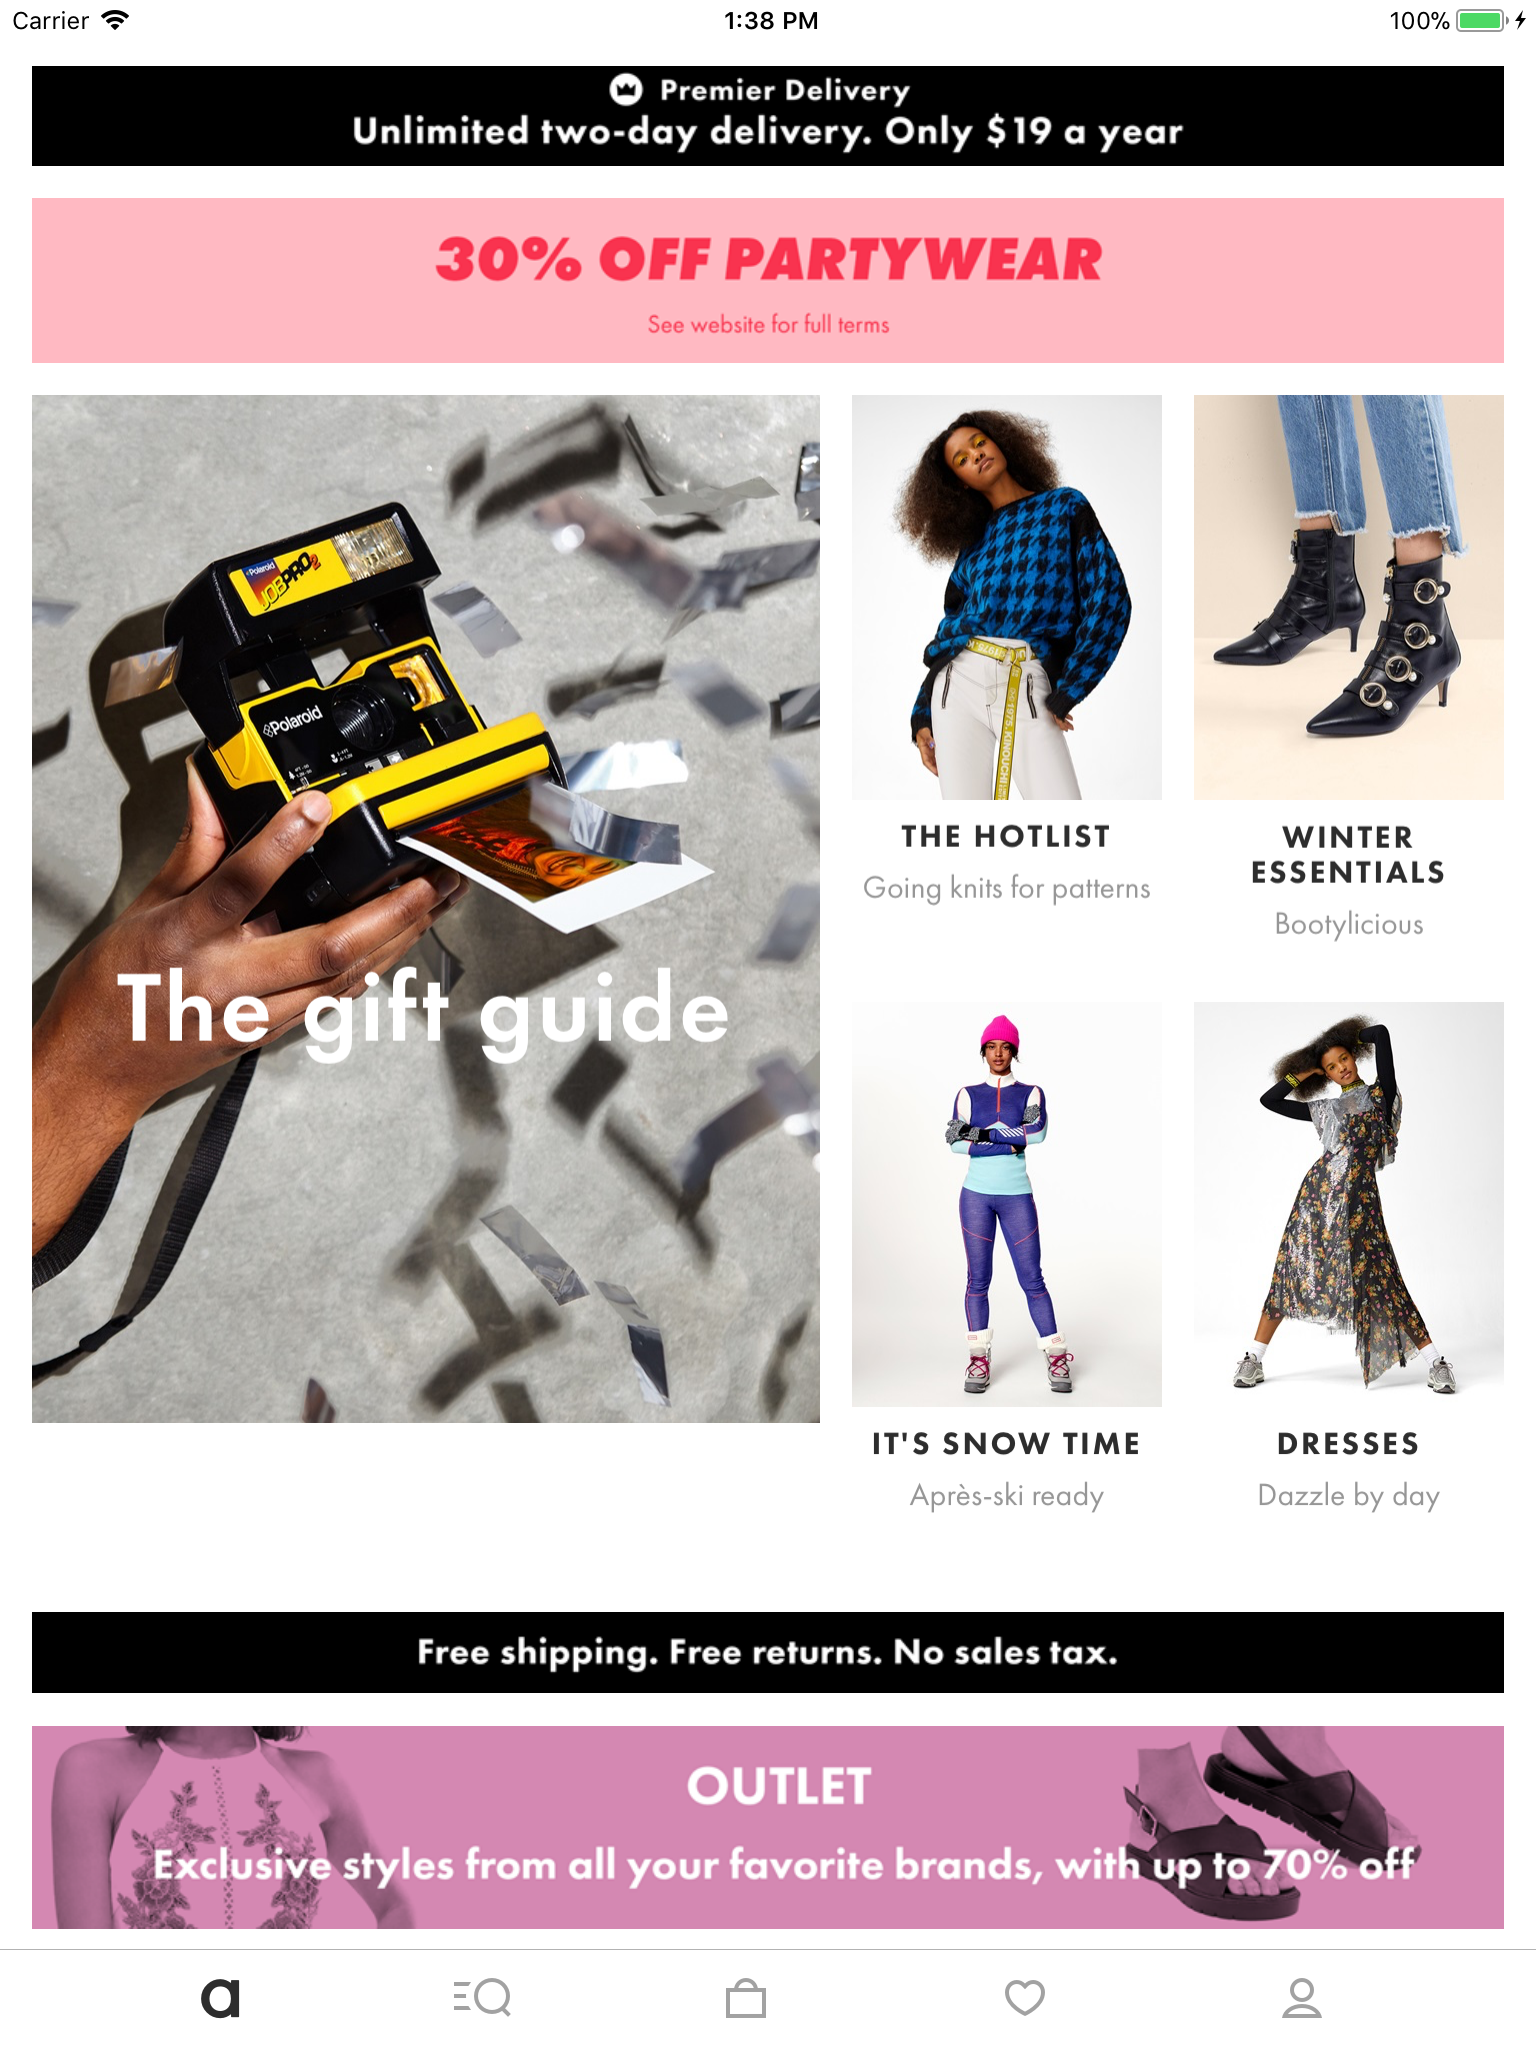 Carrier
1:38 PM
100%
Premier Delivery
Unlimited two-day delivery. Only $19 a year
30% OFF PARTYWEAR
See website for full terms
Polaroid
JOBPRO2
Polaroid
The gift guide
1975 KINOUCHI
THE HOTLIST
Going knits for patterns
WINTER
ESSENTIALS
Bootylicious
IT'S SNOW TIME
Après-ski ready
DRESSES
Dazzle by day
Free shipping. Free returns. No sales tax.
OUTLET
Exclusive styles from all your favorite brands, with up to 70% off
a